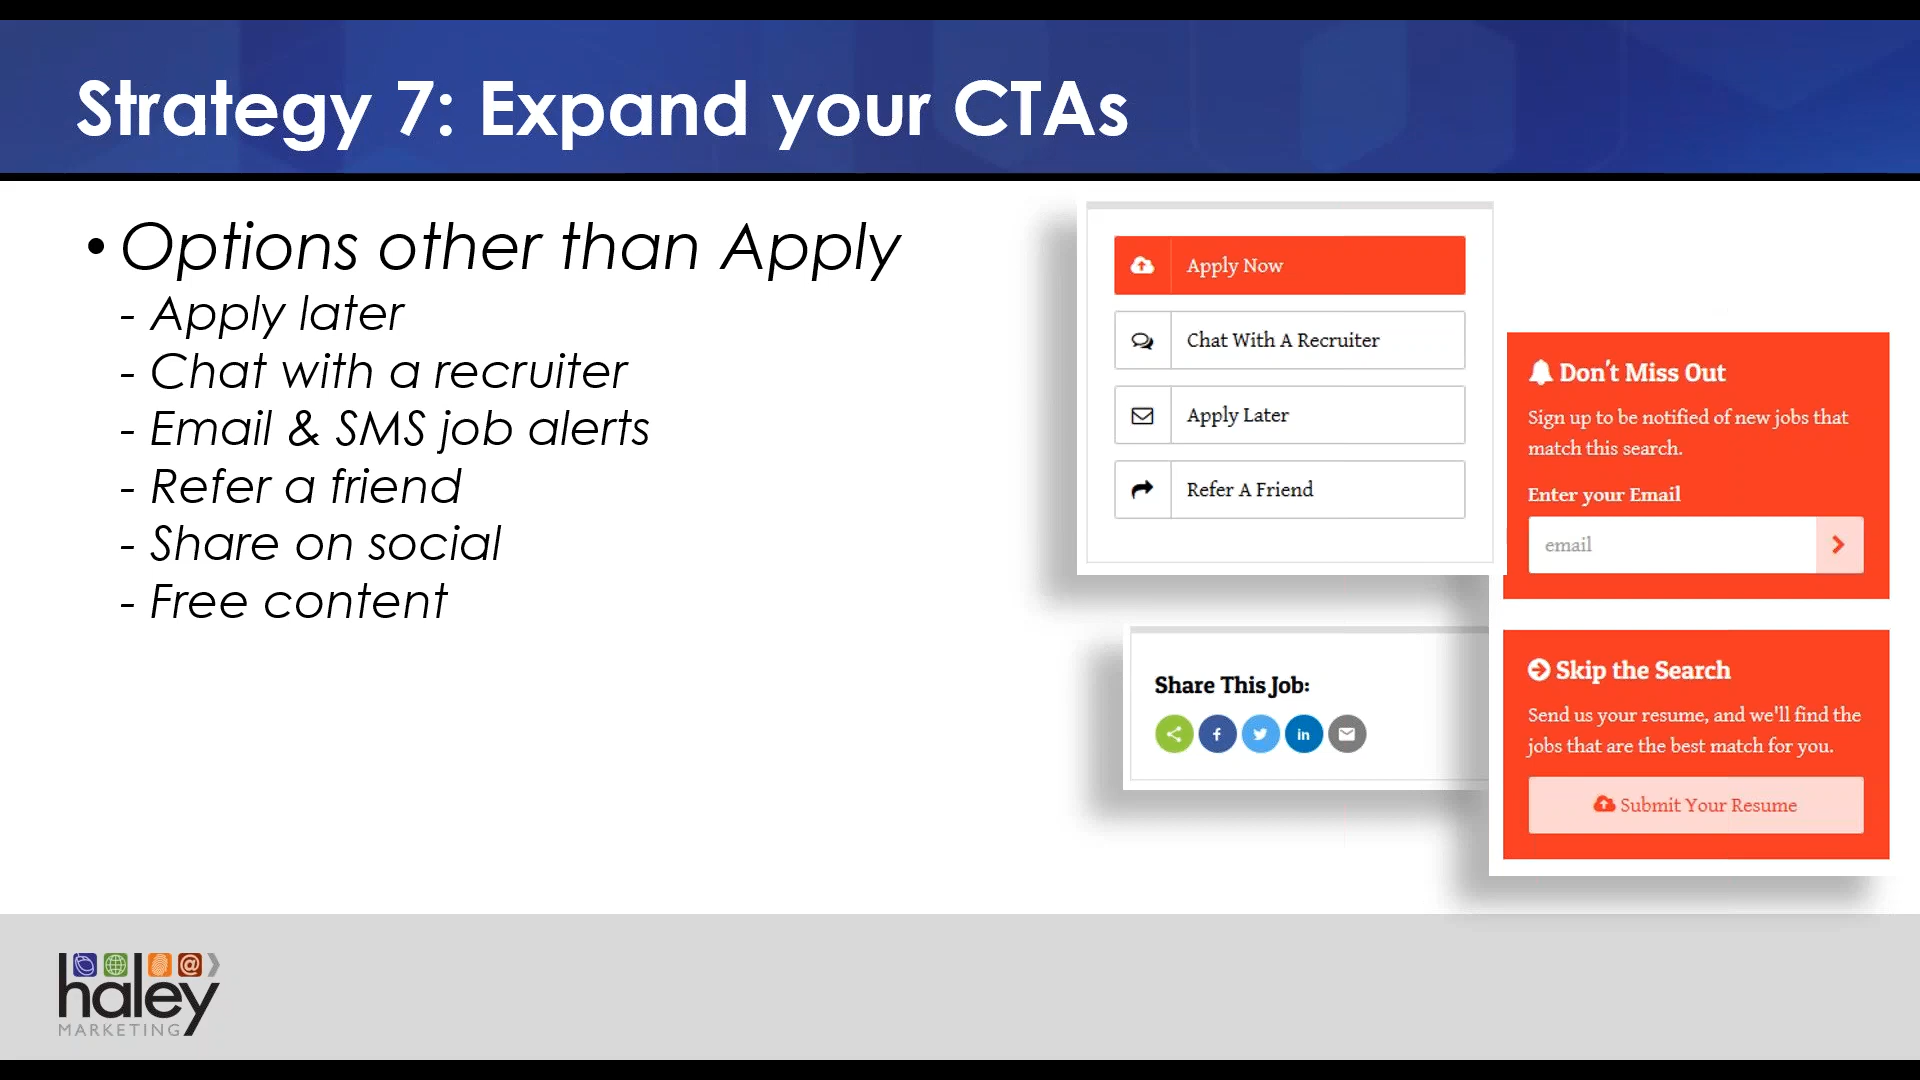 Strategy 7: Expand your CTAs
• Options other than Apply
- Apply later
- Chat with a recruiter
- Email & SMS job alerts
- Refer a friend
- Share on social
- Free content
Apply Now
Chat With A Recruiter
Apply Later
Refer A Friend
Don't Miss Out
Sign up to be notified of new jobs that
match this search.
Enter your Email
email
Share This Job:
Skip the Search
Send us your resume, and we'll find the
jobs that are the best match for you.
Submit Your Resume
haley
MARKETING